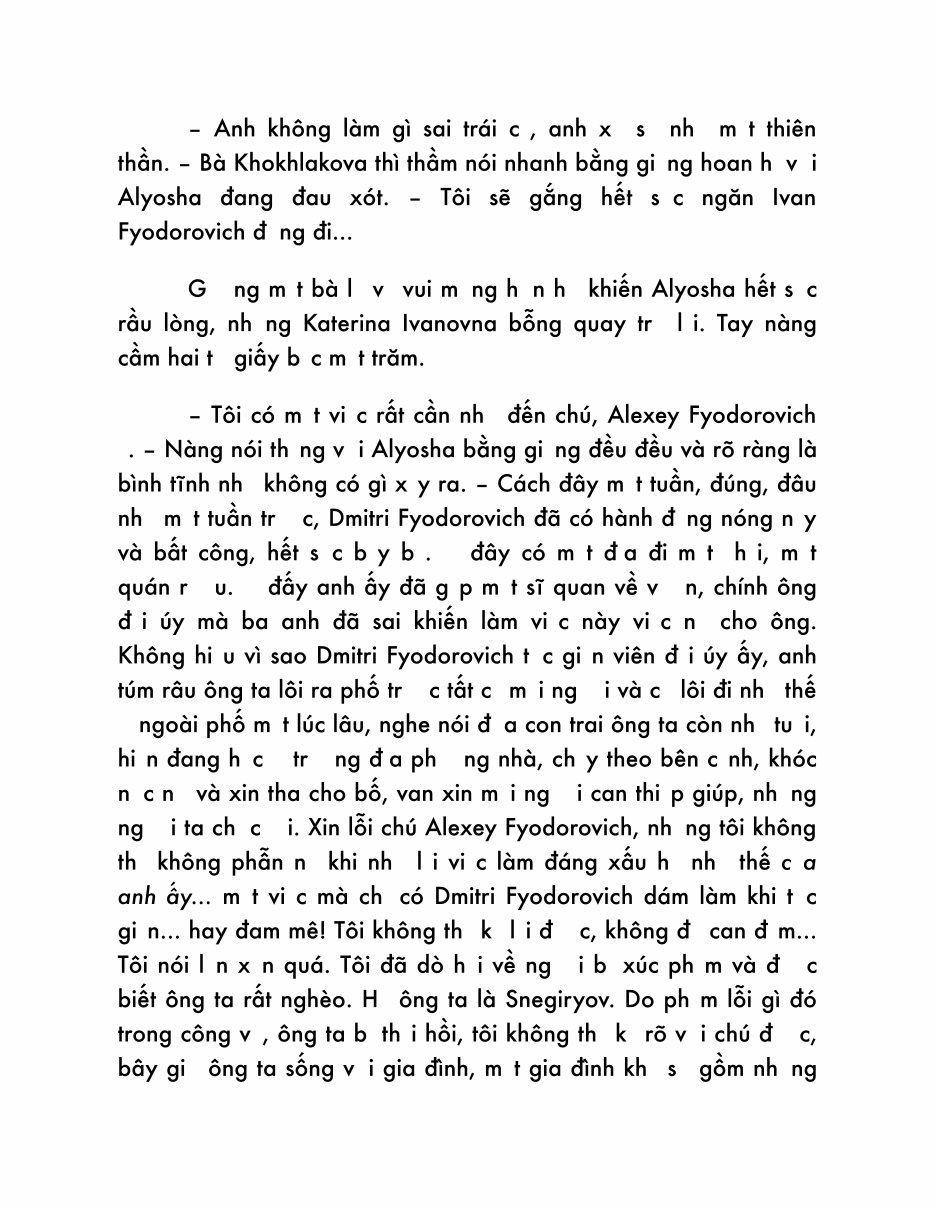 – Anh không làm gì sai trái c , anh x s nh m t thiên
thần. – Bà Khokhlakova thì thầm nói nhanh bằng gi ng hoan h v i
Alyosha đang đau xót. – Tôi sẽ gắng hết s c ngăn Ivan
Fyodorovich đ ng đi...
G ng m t bà l v vui m ng h n h khiến Alyosha hết s c
rầu lòng, nh ng Katerina Ivanovna bỗng quay tr l i. Tay nàng
cầm hai t giấy b c m t trăm.
– Tôi có m t vi c rất cần nh đến chú, Alexey Fyodorovich
. – Nàng nói th ng v i Alyosha bằng gi ng đều đều và rõ ràng là
bình tĩnh nh không có gì x y ra. – Cách đây m t tuần, đúng, đâu
nh m t tuần tr c, Dmitri Fyodorovich đã có hành đ ng nóng n y
và bất công, hết s c b y b . đây có m t đ a đi m t h i, m t
quán r u. đấy anh ấy đã g p m t sĩ quan về v n, chính ông
đ i úy mà ba anh đã sai khiến làm vi c này vi c n cho ông.
Không hi u vì sao Dmitri Fyodorovich t c gi n viên đ i úy ấy, anh
túm râu ông ta lôi ra phố tr c tất c m i ng i và c lôi đi nh thế
ngoài phố m t lúc lâu, nghe nói đ a con trai ông ta còn nh tu i,
hi n đang h c tr ng đ a ph ng nhà, ch y theo bên c nh, khóc
n c n và xin tha cho bố, van xin m i ng i can thi p giúp, nh ng
ng i ta ch c i. Xin lỗi chú Alexey Fyodorovich, nh ng tôi không
th không phẫn n khi nh l i vi c làm đáng xấu h nh thế c a
anh ấy... m t vi c mà ch có Dmitri Fyodorovich dám làm khi t c
gi n... hay đam mê! Tôi không th k l i đ c, không đ can đ m...
Tôi nói l n x n quá. Tôi đã dò h i về ng i b xúc ph m và đ c
biết ông ta rất nghèo. H ông ta là Snegiryov. Do ph m lỗi gì đó
trong công v , ông ta b th i hồi, tôi không th k rõ v i chú đ c,
bây gi ông ta sống v i gia đình, m t gia đình kh s gồm nh ng